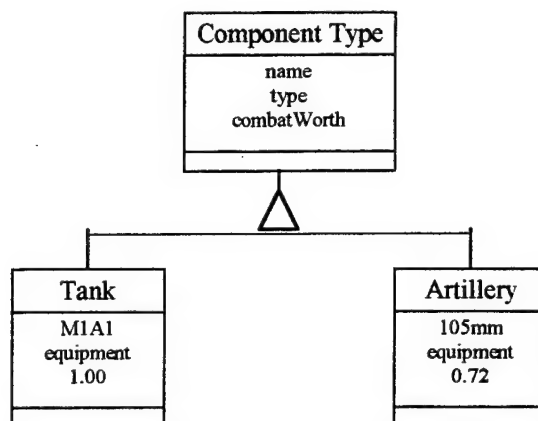 Component Type
name
type
combatWorth
Tank
M1A1
equipment
1.00
Artillery
105mm
equipment
0.72